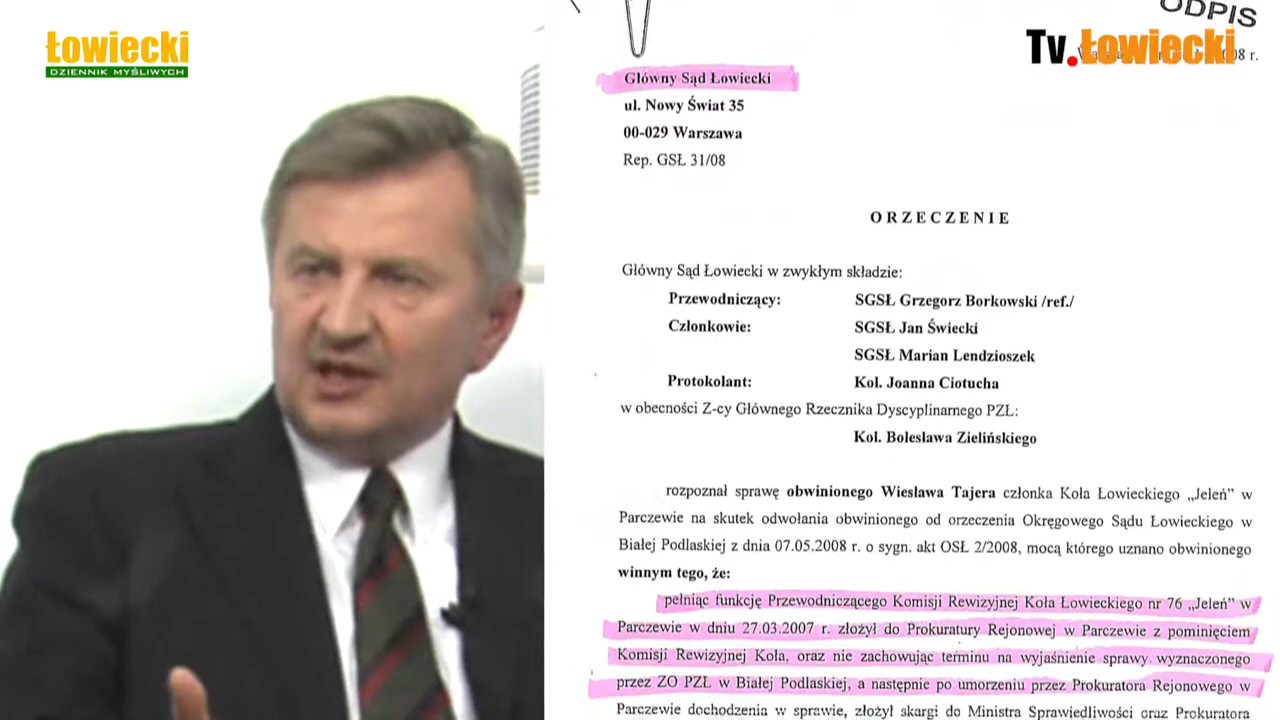 Łowiecki
DZIENNIK MYŚLIWYCH
ODPIS
Tv.Łowiecki
8 r.
Główny Sąd Łowiecki
ul. Nowy Świat 35
00-029 Warszawa
Rep. GSŁ 31/08
ORZECZENIE
Główny Sąd Łowiecki w zwykłym składzie:
Przewodniczący: SGSŁ Grzegorz Borkowski /ref./
Członkowie: SGSŁ Jan Świecki
SGSŁ Marian Lendzioszek
Protokolant: Kol. Joanna Ciotucha
w obecności Z-cy Głównego Rzecznika Dyscyplinarnego PZŁ:
Kol. Bolesława Zielińskiego
rozpoznał sprawę obwinionego Wiesława Tajera członka Koła Łowieckiego „Jeleń” w
Parczewie na skutek odwołania obwinionego od orzeczenia Okręgowego Sądu Łowieckiego w
Białej Podlaskiej z dnia 07.05.2008 r. o sygn. akt OSŁ 2/2008, mocą którego uznano obwinionego
winnym tego, że:
pełniąc funkcję Przewodniczącego Komisji Rewizyjnej Koła Łowieckiego nr 76 „Jeleń” w
Parczewie w dniu 27.03.2007 r. złożył do Prokuratury Rejonowej w Parczewie z pominięciem
Komisji Rewizyjnej Koła, oraz nie zachowując terminu na wyjaśnienie sprawy wyznaczonego
przez ZO PZŁ w Białej Podlaskiej, a następnie po umorzeniu przez Prokuratora Rejonowego w
Parczewie dochodzenia w sprawie, złożył skargi do Ministra Sprawiedliwości oraz Prokuratora